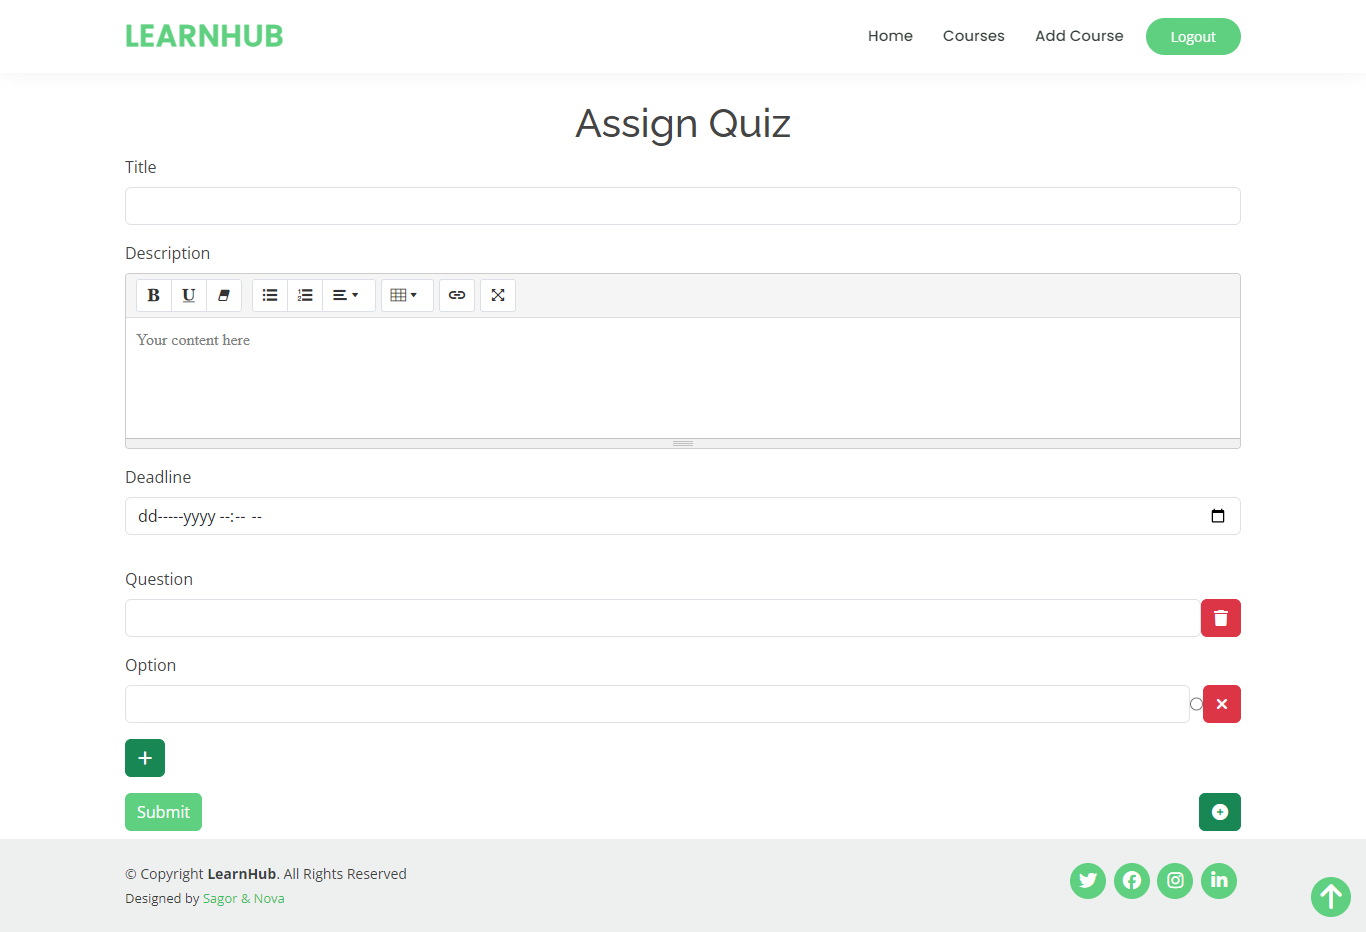 LEARNHUB
Home Courses Add Course Logout
Assign Quiz
Title
Description
B U
Your content here
Deadline
dd-----yyyy --:-- --
Question
Option
Submit
© Copyright LearnHub. All Rights Reserved
Designed by Sagor & Nova